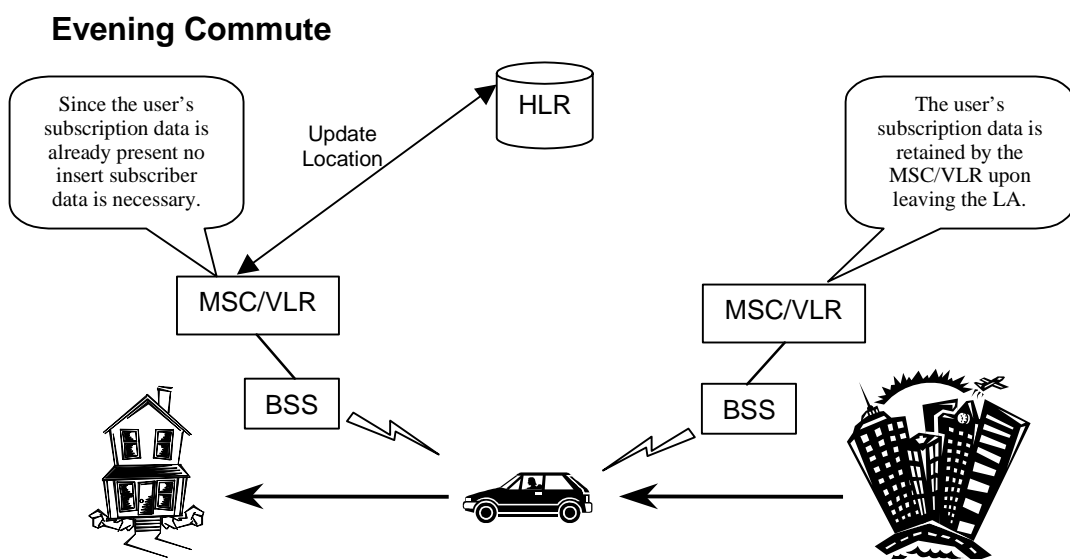 Evening Commute
Since the user's
subscription data is
already present no
insert subscriber
data is necessary.
Update
Location
HLR
The user's
subscription data is
retained by the
MSC/VLR upon
leaving the LA.
MSC/VLR
MSC/VLR
BSS
BSS